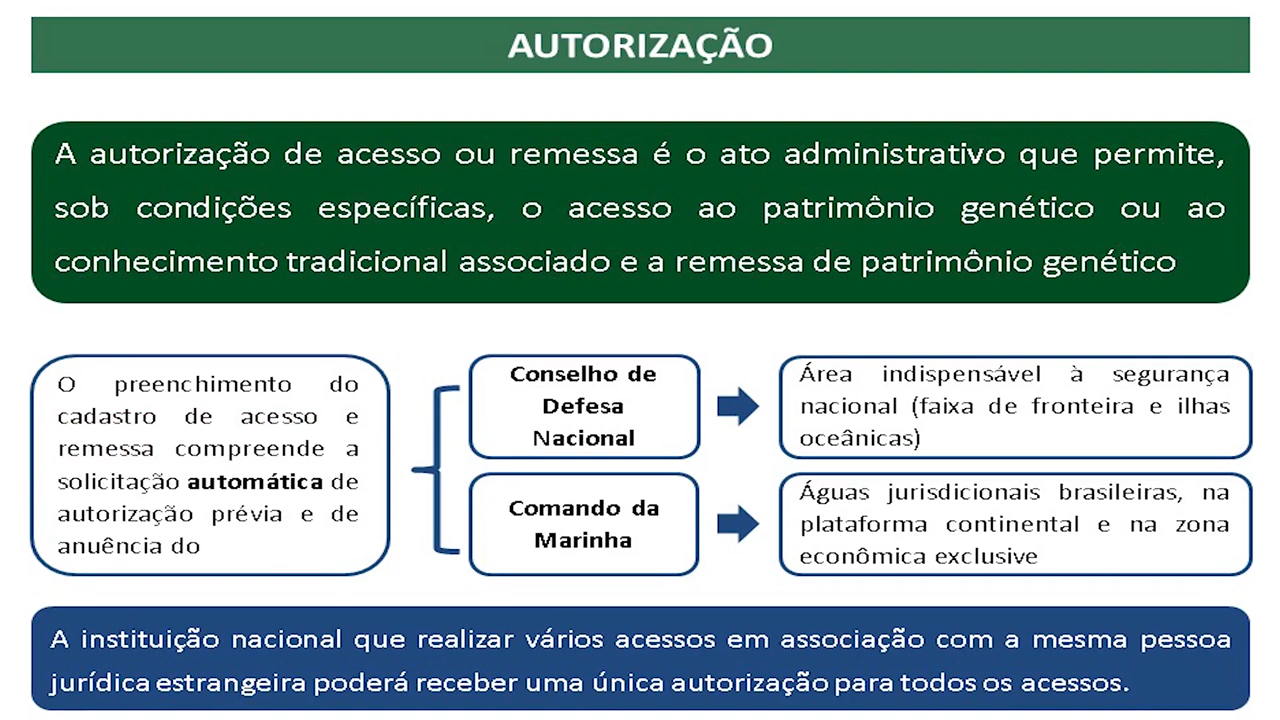 AUTORIZAÇÃO
A autorização de acesso ou remessa é o ato administrativo que permite,
sob condições específicas, o acesso ao patrimônio genético ou ao
conhecimento tradicional associado e a remessa de patrimônio genético
O preenchimento do
cadastro de acesso e
remessa compreende a
solicitação automática de
autorização prévia e de
anuência do
Conselho de
Defesa
Nacional
Área indispensável à segurança
nacional (faixa de fronteira e ilhas
oceânicas)
Comando da
Marinha
Águas jurisdicionais brasileiras, na
plataforma continental e na zona
econômica exclusive
A instituição nacional que realizar vários acessos em associação com a mesma pessoa
jurídica estrangeira poderá receber uma única autorização para todos os acessos.